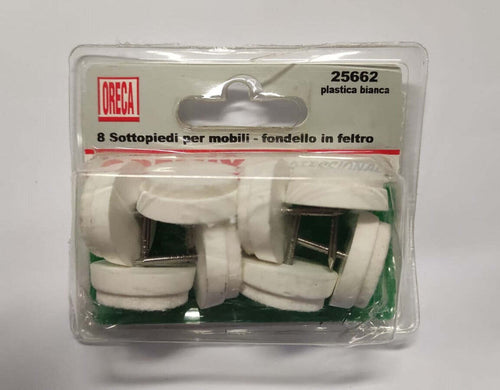 ORECA
25662
plastica bianca
8 Sottopiedi per mobili - fondello in feltro